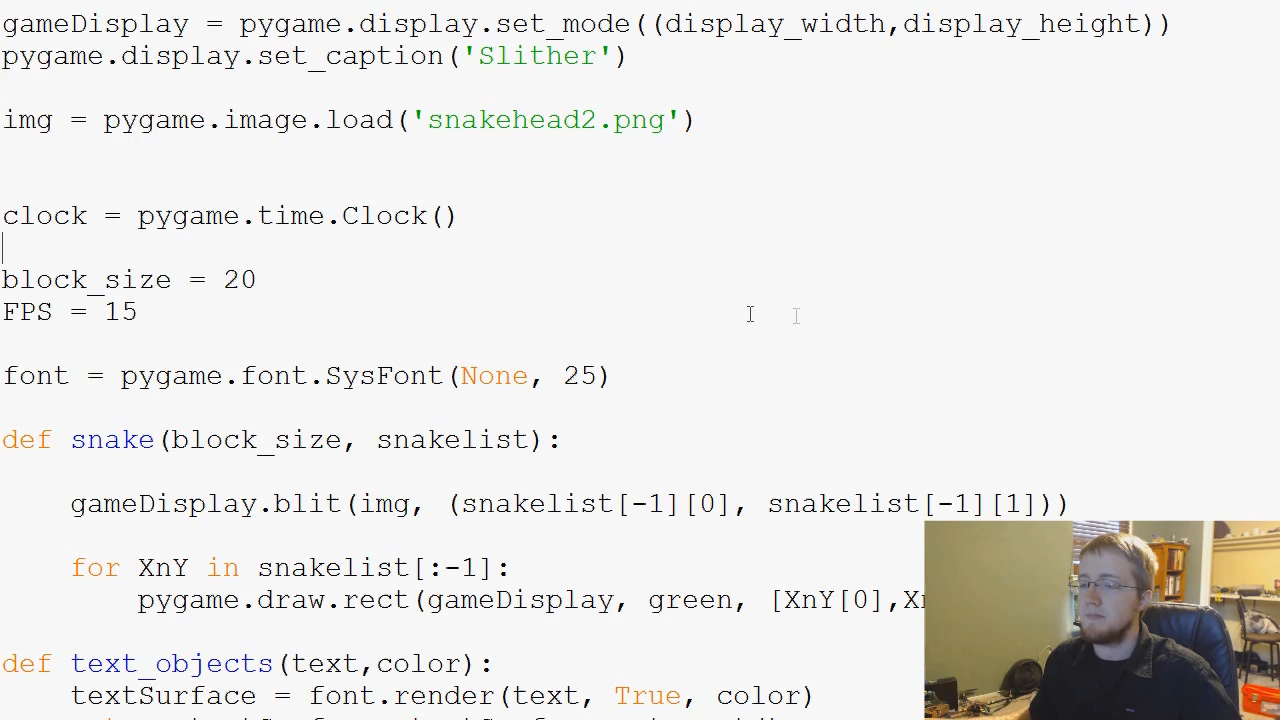 gameDisplay = pygame.display.set_mode((display_width,display_height))
pygame.display.set_caption('Slither')
img = pygame.image.load('snakehead2.png')
clock = pygame.time.Clock()
block_size = 20
FPS = 15
font = pygame.font.SysFont(None, 25)
def snake(block_size, snakelist):
gameDisplay.blit(img, (snakelist[-1][0], snakelist[-1][1]))
for XnY in snakelist[:-1]:
pygame.draw.rect(gameDisplay, green, [XnY[0],
def text_objects(text,color):
textSurface = font.render(text, True, color)